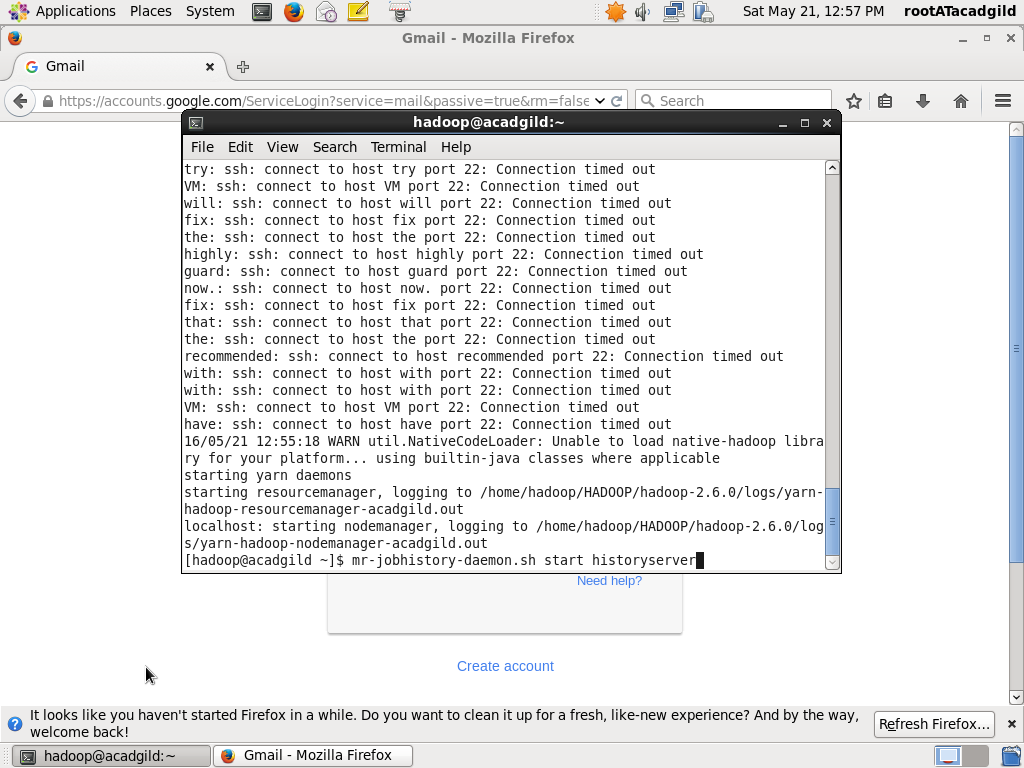 Applications Places System Sat May 21, 12:57 PM rootATacadgild
Gmail - Mozilla Firefox
Gmail
https://accounts.google.com/ServiceLogin?service=mail&passive=true&rm=false Search
hadoop@acadgild:~
File Edit View Search Terminal Help
try: ssh: connect to host try port 22: Connection timed out
VM: ssh: connect to host VM port 22: Connection timed out
will: ssh: connect to host will port 22: Connection timed out
fix: ssh: connect to host fix port 22: Connection timed out
the: ssh: connect to host the port 22: Connection timed out
highly: ssh: connect to host highly port 22: Connection timed out
guard: ssh: connect to host guard port 22: Connection timed out
now.: ssh: connect to host now. port 22: Connection timed out
fix: ssh: connect to host fix port 22: Connection timed out
that: ssh: connect to host that port 22: Connection timed out
the: ssh: connect to host the port 22: Connection timed out
recommended: ssh: connect to host recommended port 22: Connection timed out
with: ssh: connect to host with port 22: Connection timed out
with: ssh: connect to host with port 22: Connection timed out
VM: ssh: connect to host VM port 22: Connection timed out
have: ssh: connect to host have port 22: Connection timed out
16/05/21 12:55:18 WARN util.NativeCodeLoader: Unable to load native-hadoop libra
ry for your platform... using builtin-java classes where applicable
starting yarn daemons
starting resourcemanager, logging to /home/hadoop/HADOOP/hadoop-2.6.0/logs/yarn-
hadoop-resourcemanager-acadgild.out
localhost: starting nodemanager, logging to /home/hadoop/HADOOP/hadoop-2.6.0/log
s/yarn-hadoop-nodemanager-acadgild.out
[hadoop@acadgild ~]$ mr-jobhistory-daemon.sh start historyserver
Need help?
Create account
It looks like you haven't started Firefox in a while. Do you want to clean it up for a fresh, like-new experience? And by the way,
welcome back!
Refresh Firefox...
hadoop@acadgild:~ Gmail - Mozilla Firefox